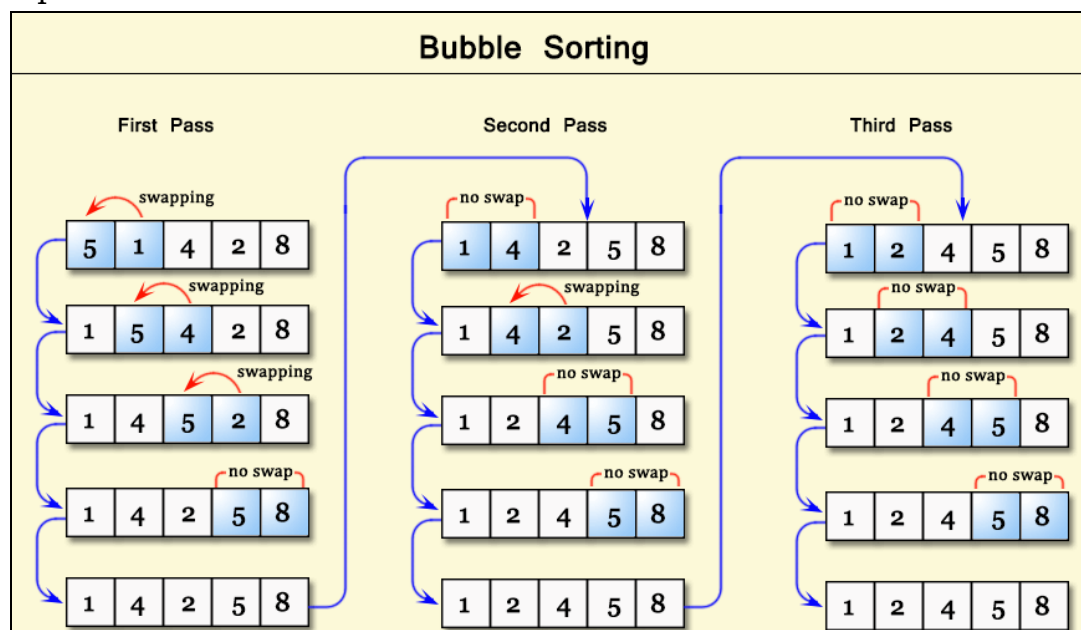 Bubble Sorting
First Pass
swapping
5 1 4 2 8
swapping
1 5 4 2 8
swapping
1 4 5 2 8
no swap
1 4 2 5 8
1 4 2 5 8
Second Pass
no swap
1 4 2 5 8
swapping
1 4 2 5 8
no swap
1 2 4 5 8
no swap
1 2 4 5 8
1 2 4 5 8
Third Pass
no swap
1 2 4 5 8
no swap
1 2 4 5 8
no swap
1 2 4 5 8
no swap
1 2 4 5 8
1 2 4 5 8